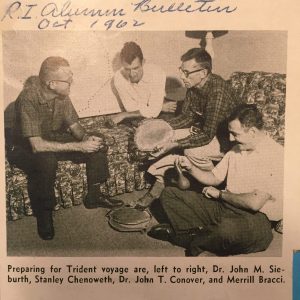 R.I. Alumni Bulletin
Oct 1962
Preparing for Trident voyage are, left to right, Dr. John M. Sie-
burth, Stanley Chenoweth, Dr. John T. Conover, and Merrill Bracci.